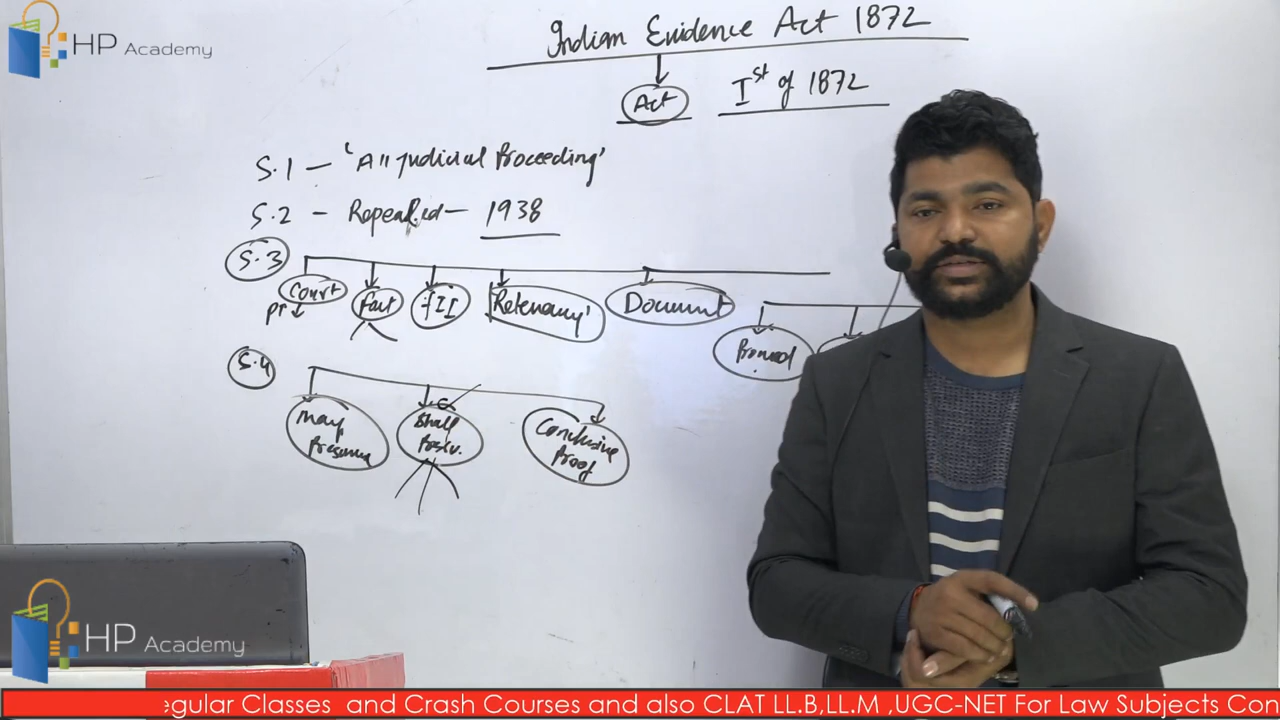 HP Academy
Indian Evidence Act 1872
Act
Ist of 1872
S.1 - 'All Judicial Proceeding'
S.2 - Repealed - 1938
S.3
Court
Fact
FII
Relevancy
Document
S.4
May Presume
Shall
Conclusive Proof
HP Academy
egular Classes and Crash Courses and also CLAT LL.B,LL.M ,UGC-NET For Law Subjects Con